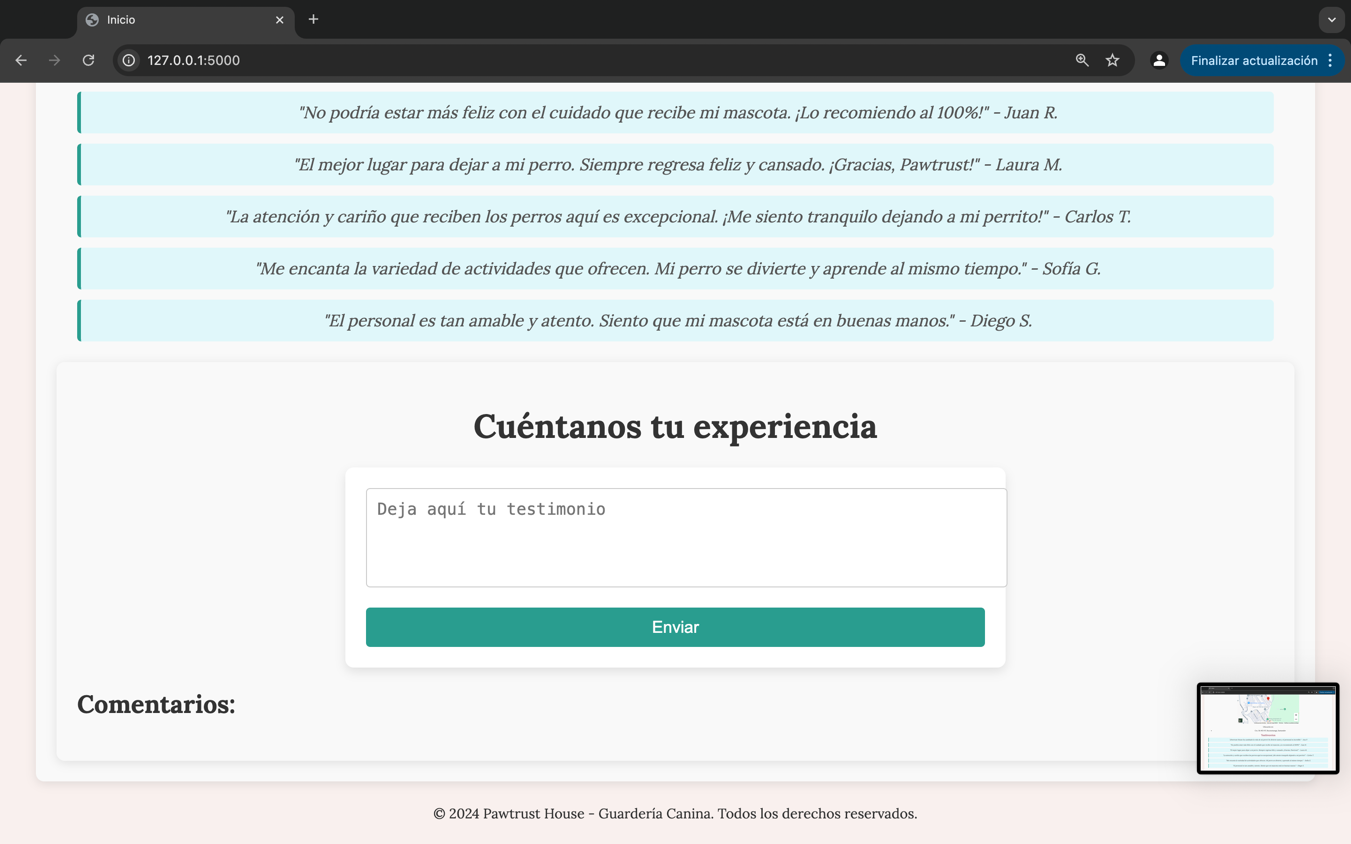 Inicio
127.0.0.1:5000
Finalizar actualización
"No podría estar más feliz con el cuidado que recibe mi mascota. ¡Lo recomiendo al 100%!" - Juan R.
"El mejor lugar para dejar a mi perro. Siempre regresa feliz y cansado. ¡Gracias, Pawtrust!" - Laura M.
"La atención y cariño que reciben los perros aquí es excepcional. ¡Me siento tranquilo dejando a mi perrito!" - Carlos T.
"Me encanta la variedad de actividades que ofrecen. Mi perro se divierte y aprende al mismo tiempo." - Sofía G.
"El personal es tan amable y atento. Siento que mi mascota está en buenas manos." - Diego S.
Cuéntanos tu experiencia
Deja aquí tu testimonio
Enviar
Comentarios:
© 2024 Pawtrust House - Guardería Canina. Todos los derechos reservados.